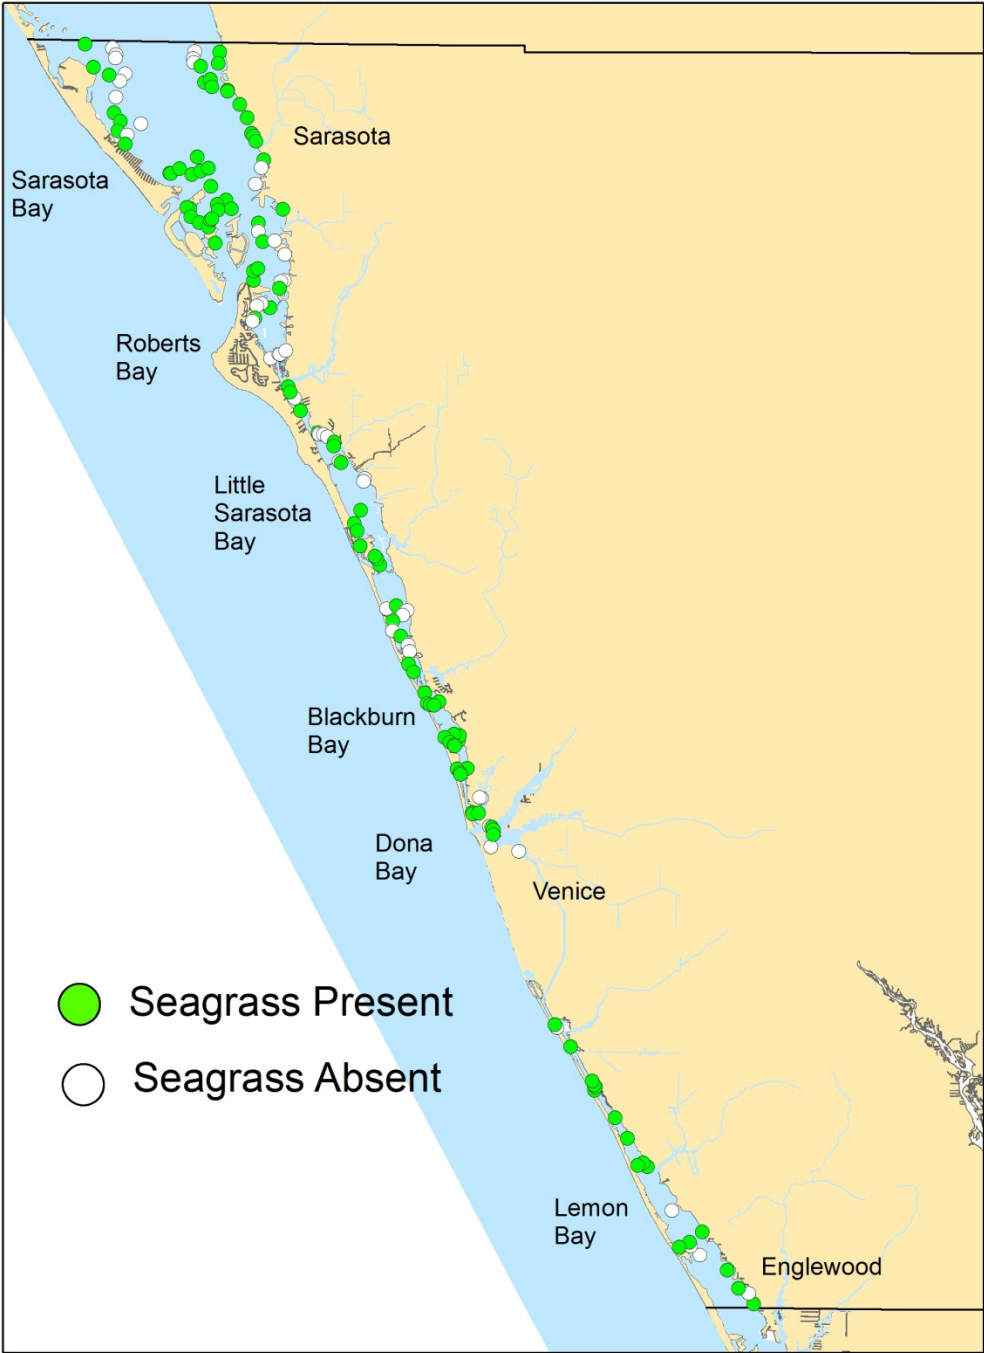 Sarasota
Sarasota
Bay
Roberts
Bay
Little
Sarasota
Bay
Blackburn
Bay
Dona
Bay
Venice
Seagrass Present
Seagrass Absent
Lemon
Bay
Englewood